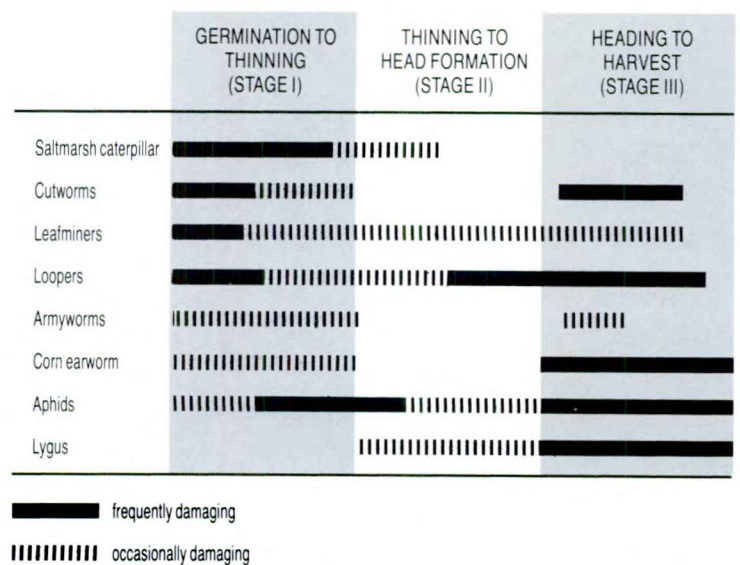 GERMINATION TO
THINNING
(STAGE I)
THINNING TO
HEAD FORMATION
(STAGE II)
HEADING TO
HARVEST
(STAGE III)
Saltmarsh caterpillar
Cutworms
Leafminers
Loopers
Armyworms
Corn earworm
Aphids
Lygus
frequently damaging
occasionally damaging